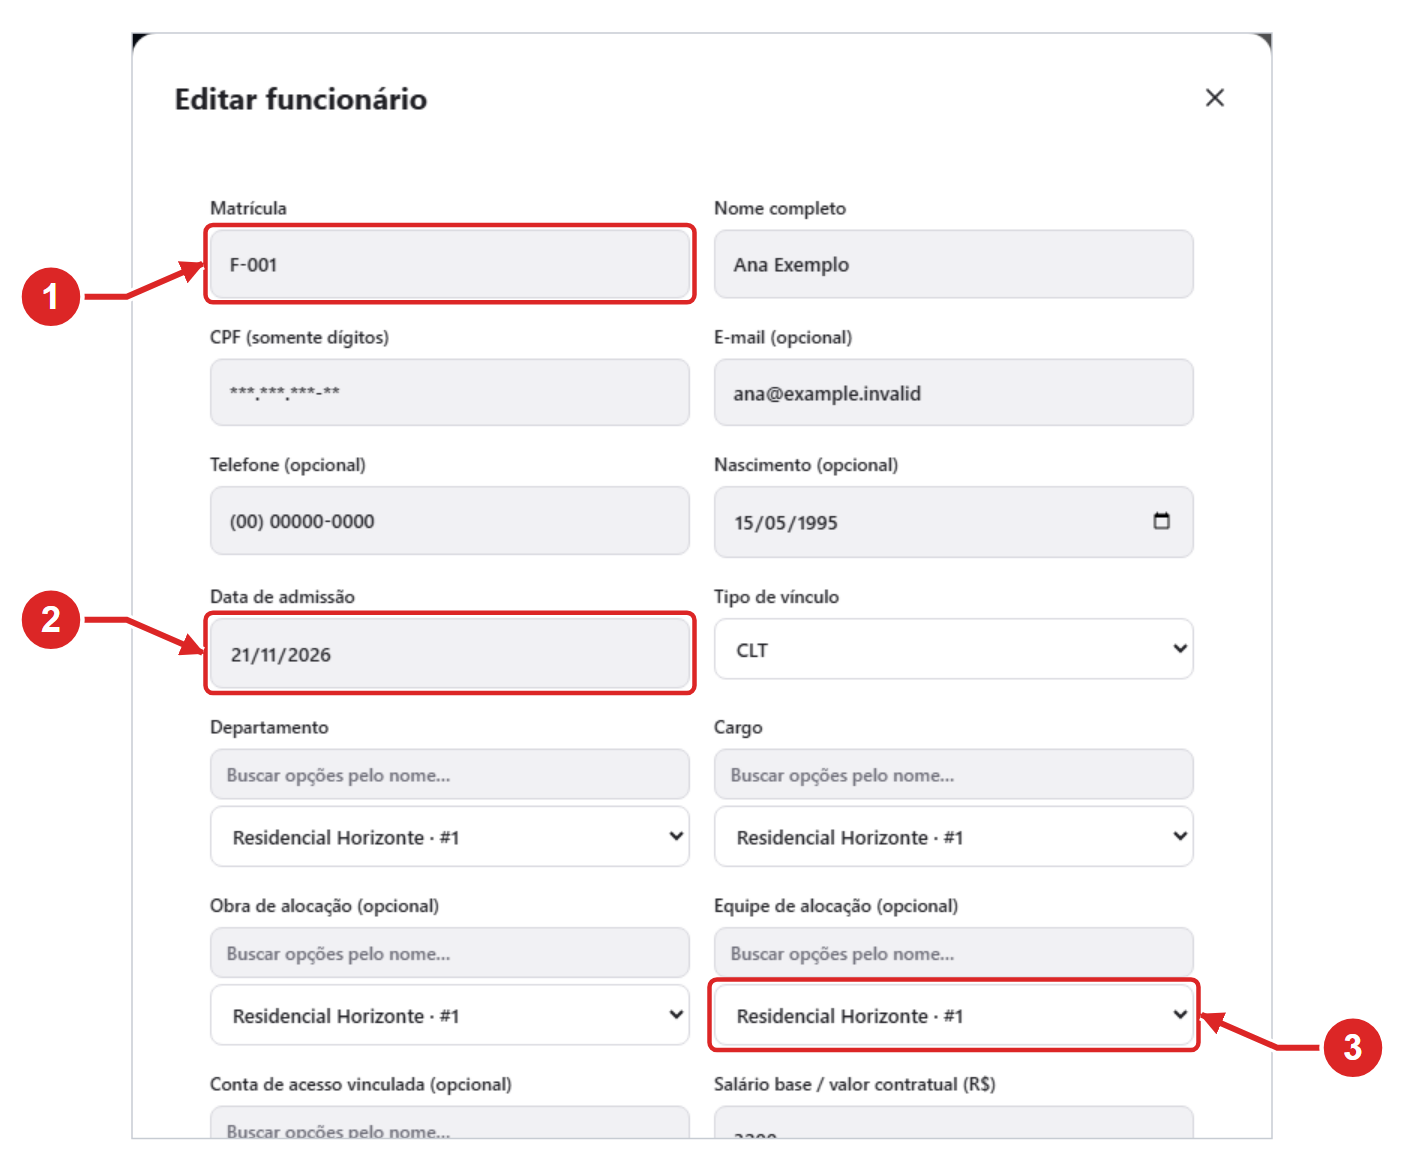 Editar funcionário
Matrícula
Nome completo
1
F-001
Ana Exemplo
CPF (somente dígitos)
E-mail (opcional)
***.***.***-**
ana@example.invalid
Telefone (opcional)
Nascimento (opcional)
(00) 00000-0000
15/05/1995
2
Data de admissão
Tipo de vínculo
21/11/2026
CLT
Departamento
Cargo
Buscar opções pelo nome...
Buscar opções pelo nome...
Residencial Horizonte · #1
Residencial Horizonte · #1
Obra de alocação (opcional)
Equipe de alocação (opcional)
Buscar opções pelo nome...
Buscar opções pelo nome...
Residencial Horizonte · #1
Residencial Horizonte · #1
3
Conta de acesso vinculada (opcional)
Salário base / valor contratual (R$)
Buscar opções pelo nome...